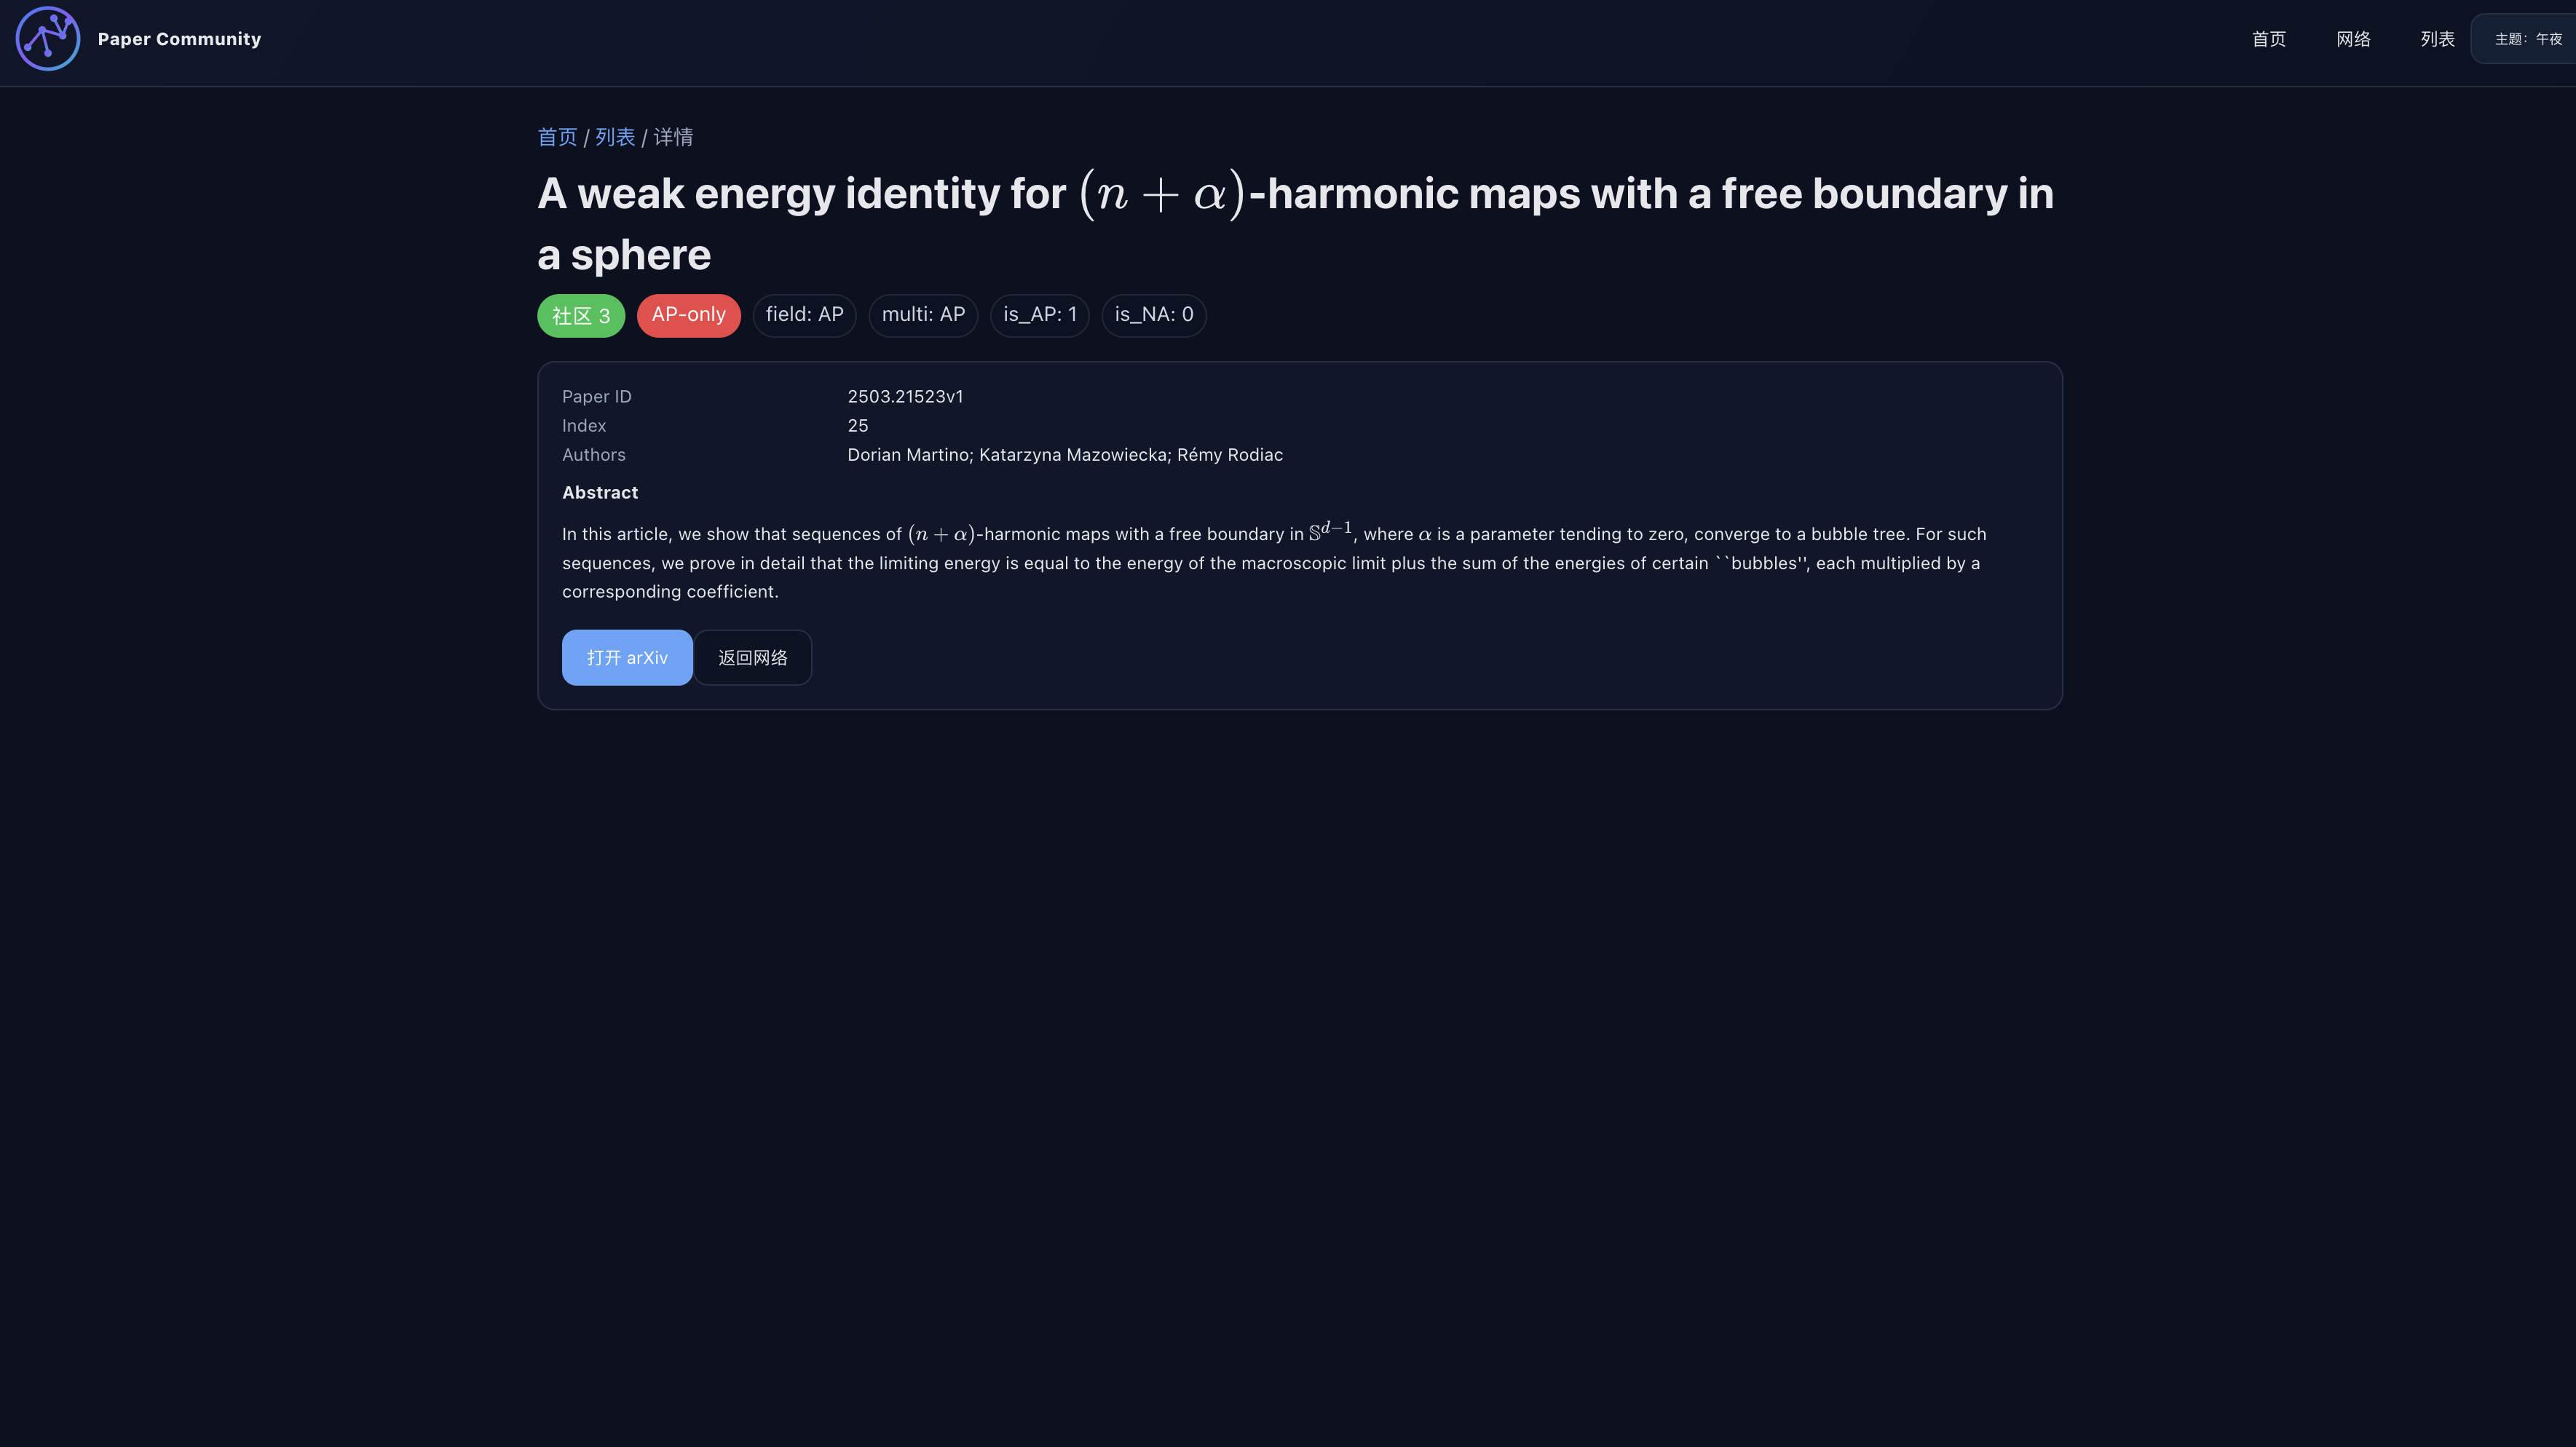 Paper Community
首页 网络 列表 主题：午夜
首页 / 列表 / 详情
A weak energy identity for (n + α)-harmonic maps with a free boundary in
a sphere
社区 3 AP-only field: AP multi: AP is_AP: 1 is_NA: 0
Paper ID 2503.21523v1
Index 25
Authors Dorian Martino; Katarzyna Mazowiecka; Rémy Rodiac
Abstract
In this article, we show that sequences of (n + α)-harmonic maps with a free boundary in 𝕊^{d−1}, where α is a parameter tending to zero, converge to a bubble tree. For such
sequences, we prove in detail that the limiting energy is equal to the energy of the macroscopic limit plus the sum of the energies of certain ``bubbles'', each multiplied by a
corresponding coefficient.
打开 arXiv 返回网络